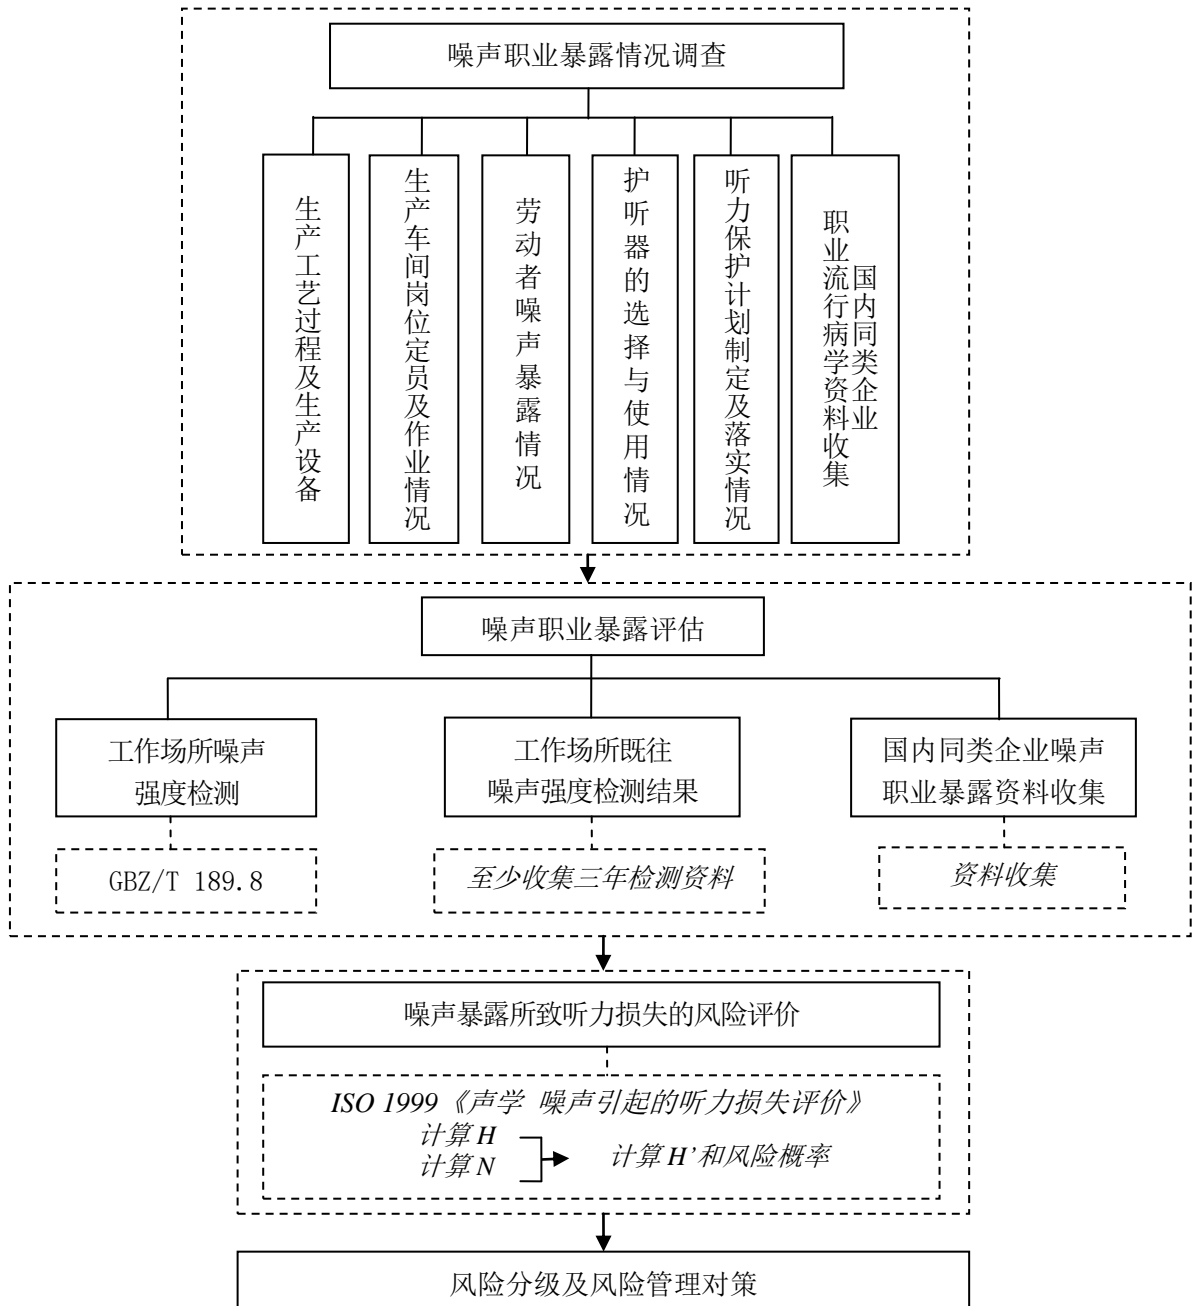 噪声职业暴露情况调查
生产工艺过程及生产设备
生产车间岗位定员及作业情况
劳动者噪声暴露情况
护听器的选择与使用情况
听力保护计划制定及落实情况
国内同类企业
职业流行病学资料收集
噪声职业暴露评估
工作场所噪声
强度检测
工作场所既往
噪声强度检测结果
国内同类企业噪声
职业暴露资料收集
GBZ/T 189.8
至少收集三年检测资料
资料收集
噪声暴露所致听力损失的风险评价
ISO 1999《声学 噪声引起的听力损失评价》
计算 H
计算 N
计算 H’和风险概率
风险分级及风险管理对策